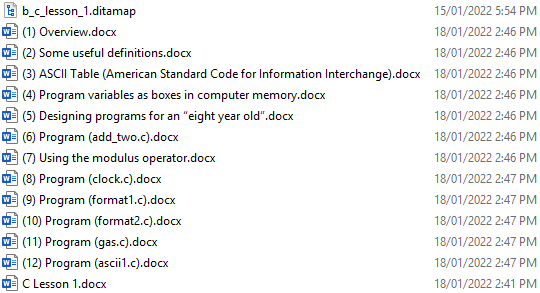 b_c_lesson_1.ditamap 15/01/2022 5:54 PM
(1) Overview.docx 18/01/2022 2:46 PM
(2) Some useful definitions.docx 18/01/2022 2:46 PM
(3) ASCII Table (American Standard Code for Information Interchange).docx 18/01/2022 2:46 PM
(4) Program variables as boxes in computer memory.docx 18/01/2022 2:46 PM
(5) Designing programs for an “eight year old”.docx 18/01/2022 2:46 PM
(6) Program (add_two.c).docx 18/01/2022 2:46 PM
(7) Using the modulus operator.docx 18/01/2022 2:46 PM
(8) Program (clock.c).docx 18/01/2022 2:47 PM
(9) Program (format1.c).docx 18/01/2022 2:47 PM
(10) Program (format2.c).docx 18/01/2022 2:47 PM
(11) Program (gas.c).docx 18/01/2022 2:47 PM
(12) Program (ascii1.c).docx 18/01/2022 2:47 PM
C Lesson 1.docx 18/01/2022 2:41 PM